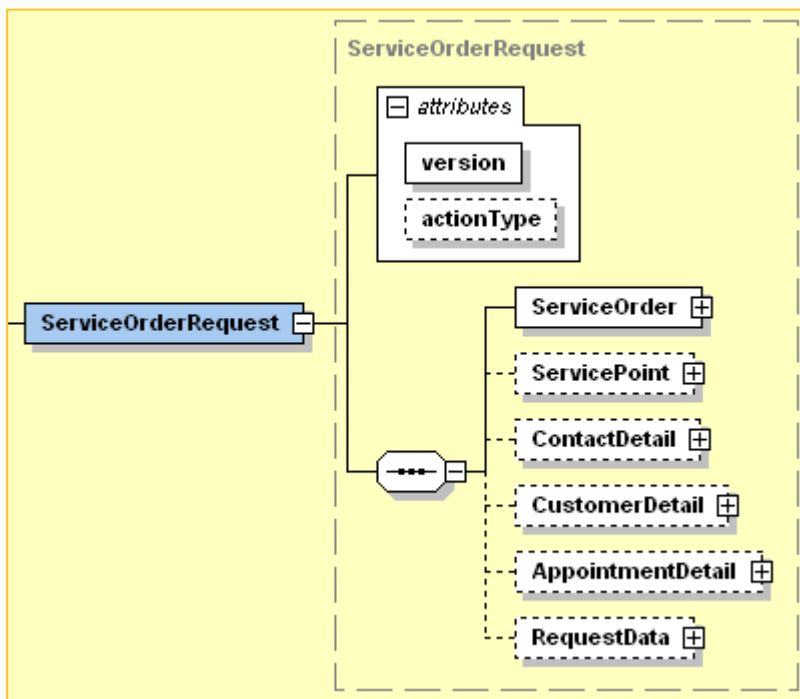 ServiceOrderRequest
attributes
version
actionType
ServiceOrderRequest
ServiceOrder
ServicePoint
ContactDetail
CustomerDetail
AppointmentDetail
RequestData